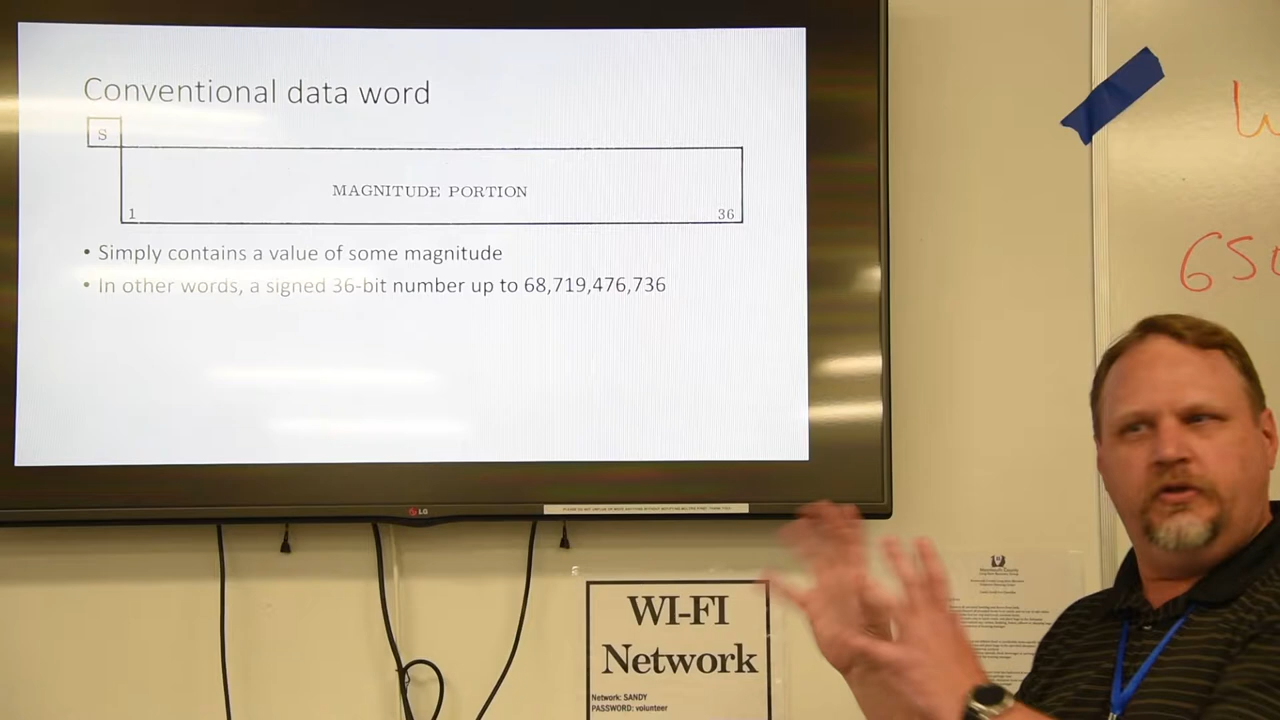 Conventional data word
S
MAGNITUDE PORTION
1 36
• Simply contains a value of some magnitude
• In other words, a signed 36-bit number up to 68,719,476,736
LG
WI-FI
Network
Network: SANDY
PASSWORD: volunteer